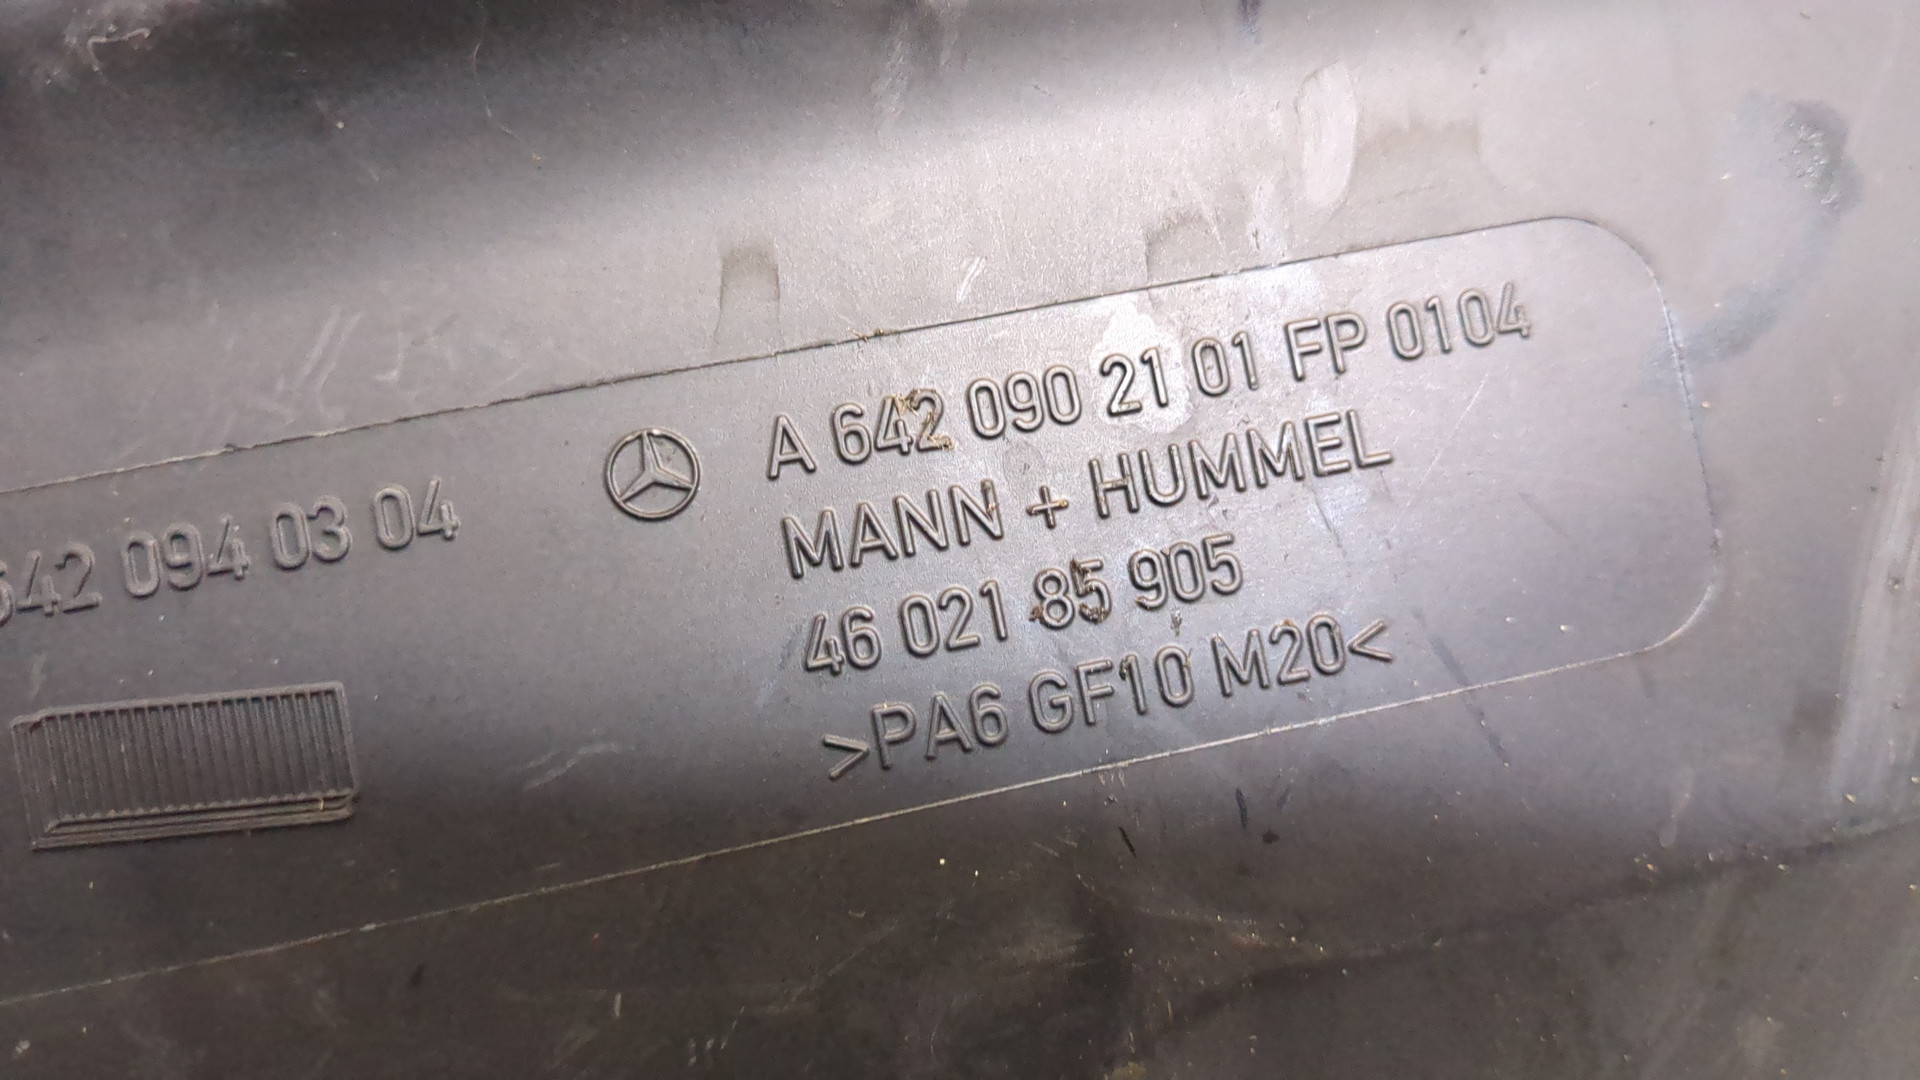 642 094 03 04
A 642 090 21 01 FP 0104
MANN + HUMMEL
46 021 85 905
>PA6 GF10 M20<